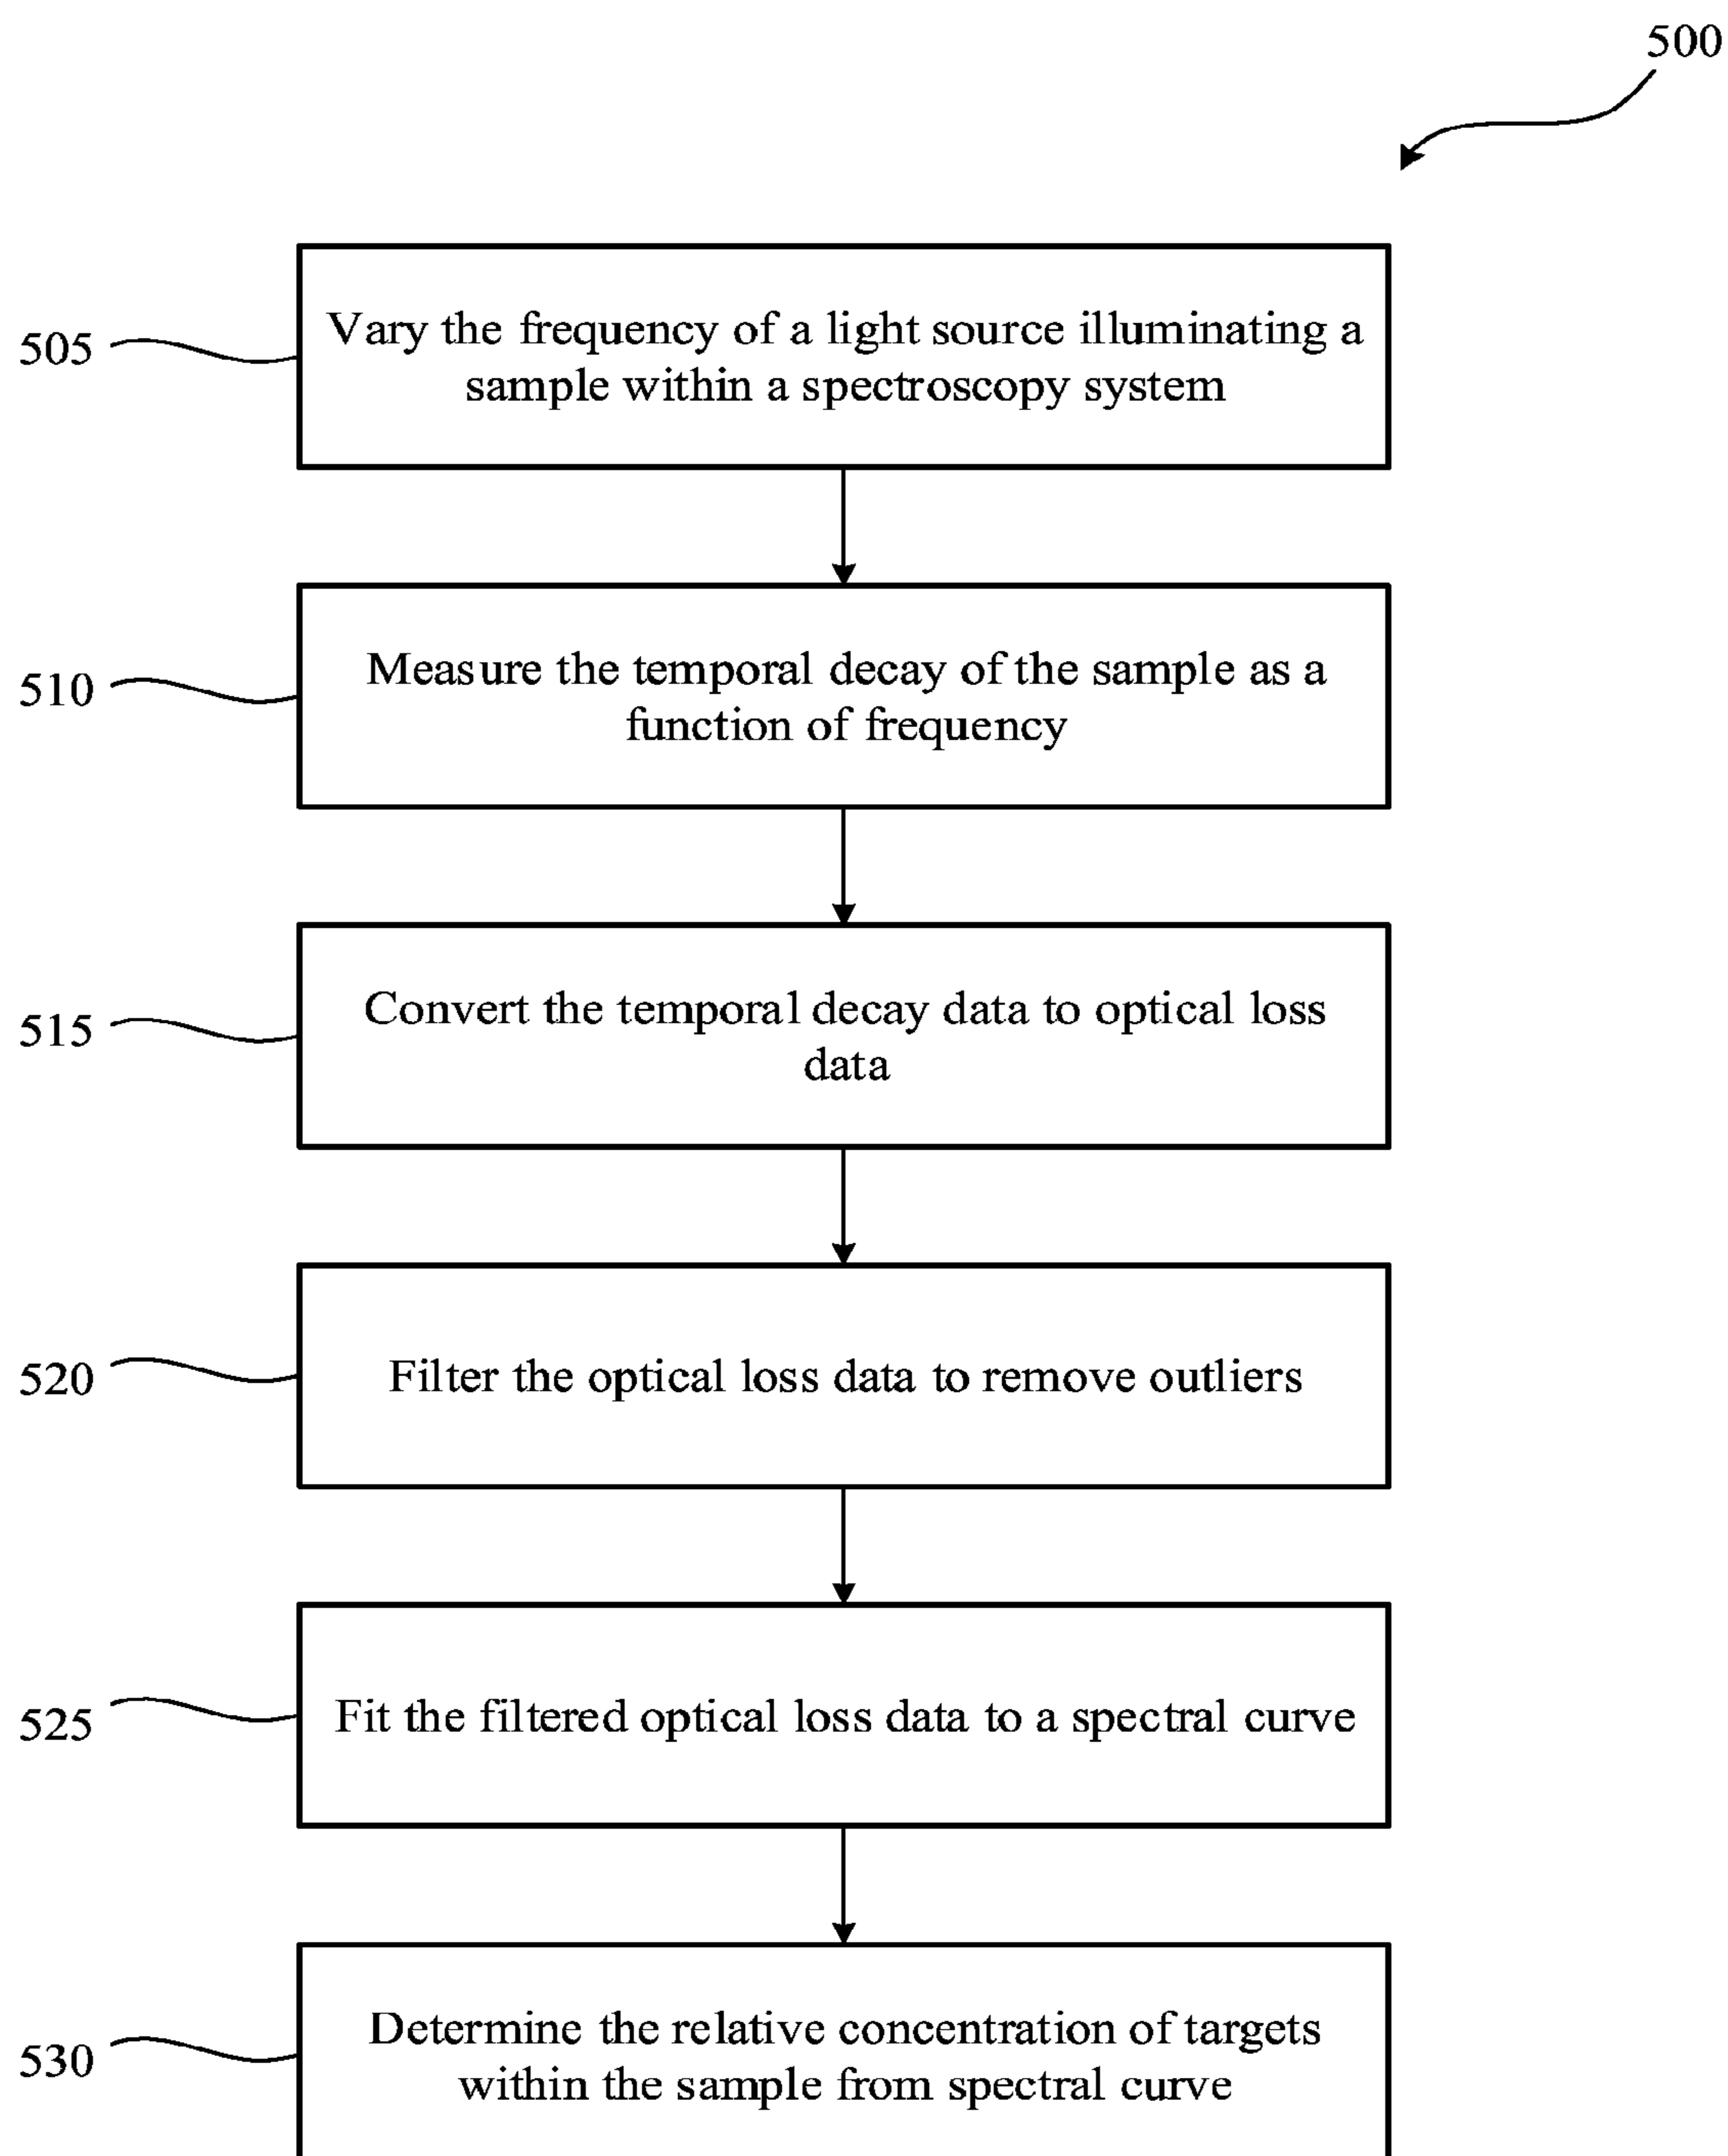 500
505
Vary the frequency of a light source illuminating a
sample within a spectroscopy system
510
Measure the temporal decay of the sample as a
function of frequency
515
Convert the temporal decay data to optical loss
data
520
Filter the optical loss data to remove outliers
525
Fit the filtered optical loss data to a spectral curve
530
Determine the relative concentration of targets
within the sample from spectral curve